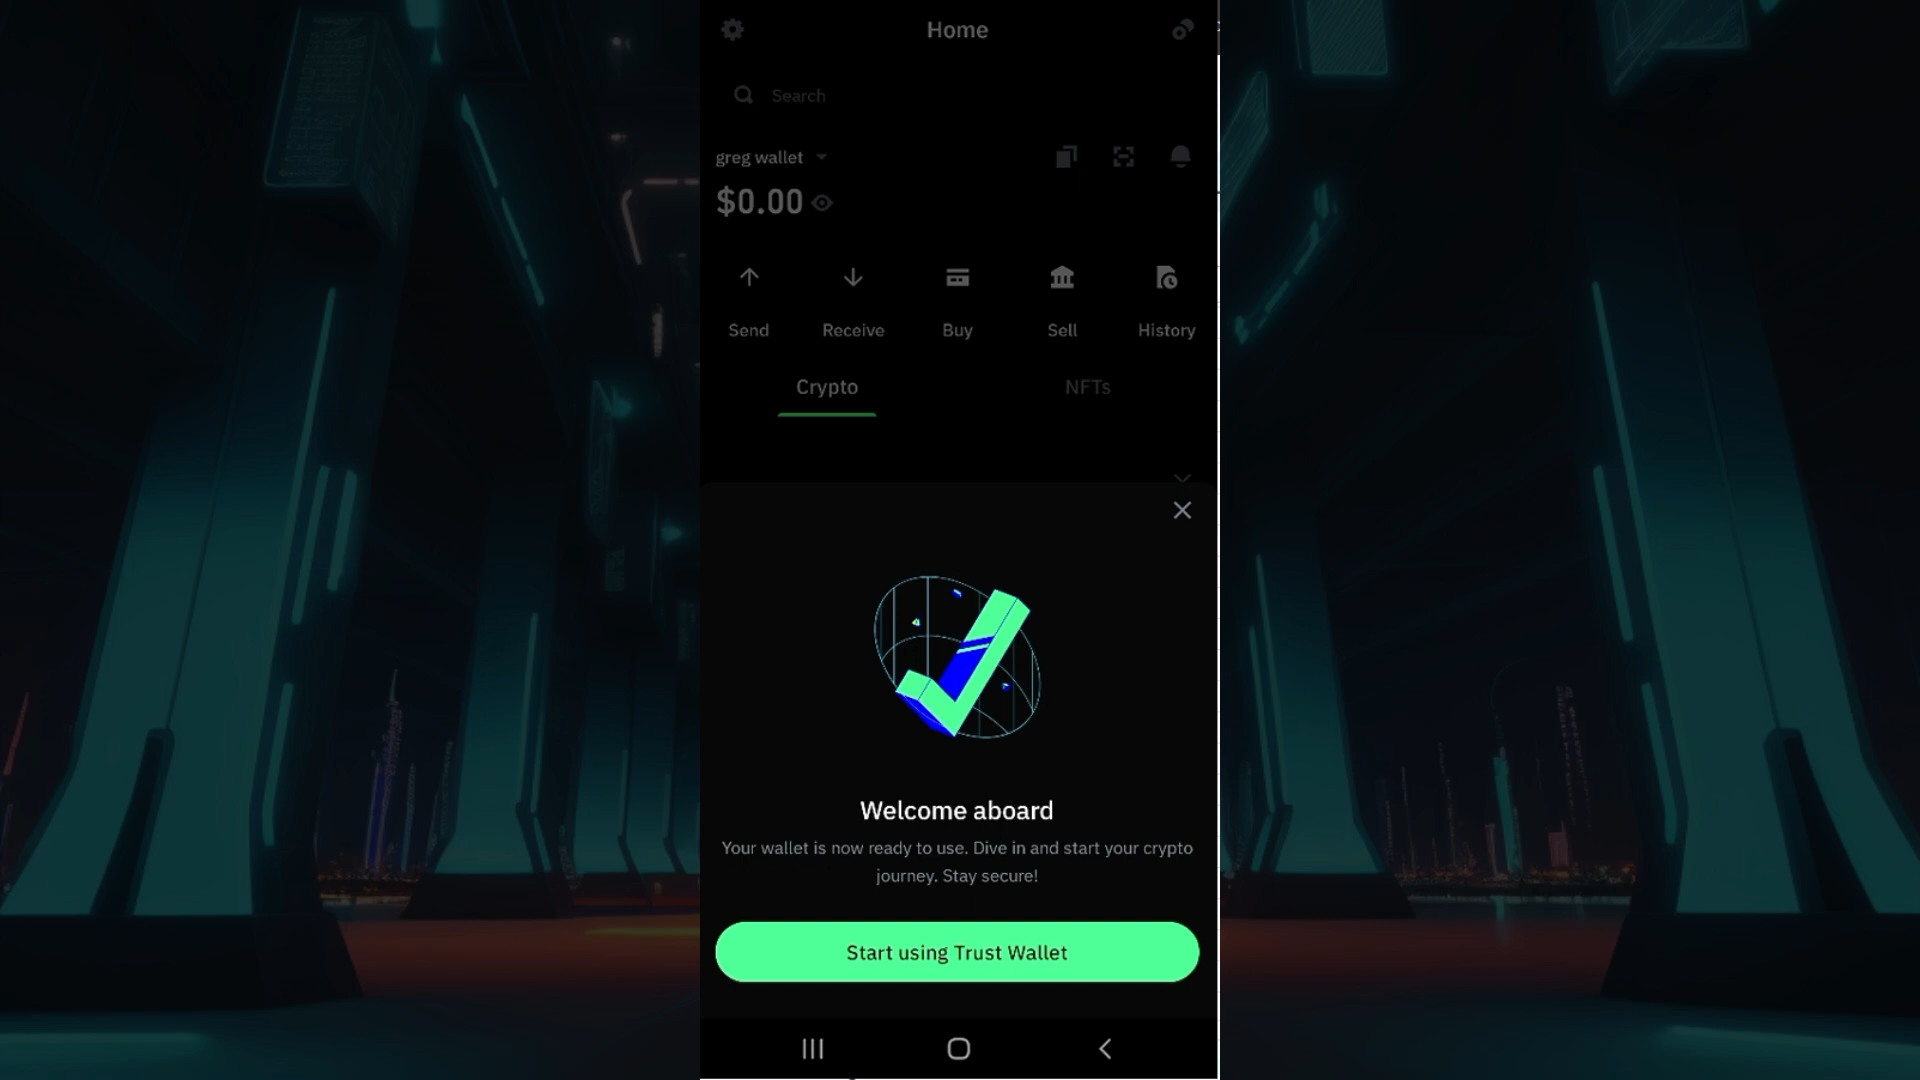 Home
Search
greg wallet
$0.00
Send
Receive
Buy
Sell
History
Crypto
NFTs
Welcome aboard
Your wallet is now ready to use. Dive in and start your crypto
journey. Stay secure!
Start using Trust Wallet